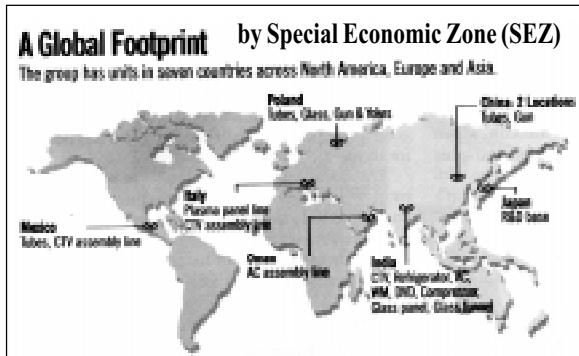 A Global Footprint by Special Economic Zone (SEZ)
The group has units in seven countries across North America, Europe and Asia.
Poland
Tubes, Glass, Gun & Yokes
China: 2 Locations
Tubes, Gun
Italy
Plasma panel line
CTV assembly line
Japan
R&D base
Mexico
Tubes, CTV assembly line
Oman
AC assembly line
India
CTV, Refrigerator, AC,
WM, DVD, Compressor
Glass panel, Glass funnel